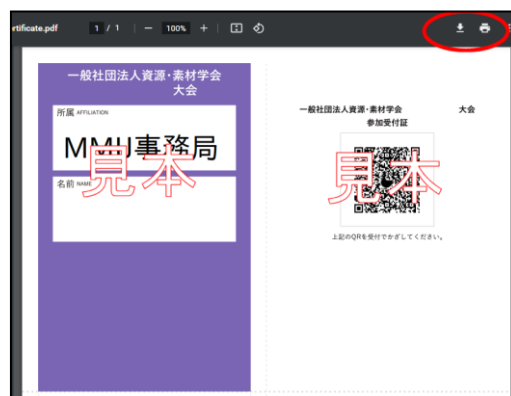 rtificate.pdf
1 / 1
100%
一般社団法人資源・素材学会
大会
所属 AFFILIATION
MMIJ事務局
見本
名前 NAME
一般社団法人資源・素材学会 大会
参加受付証
見本
上記のQRを受付でかざしてください。